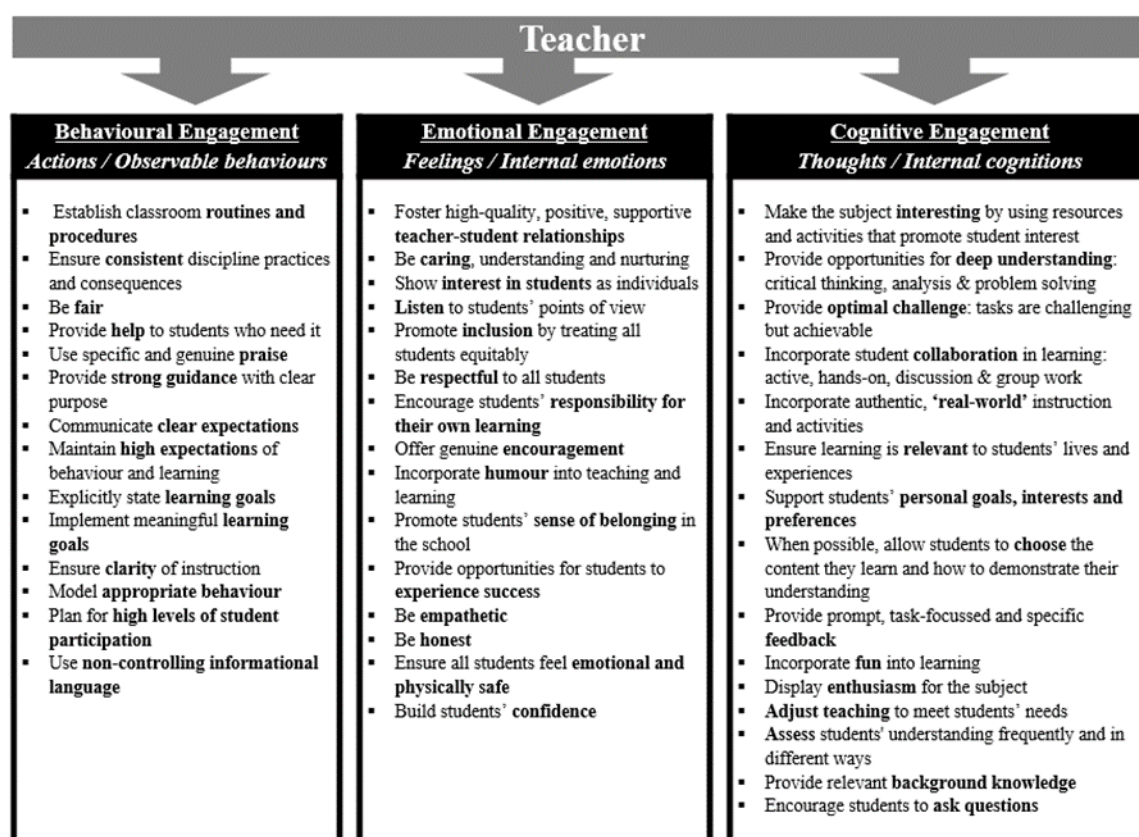 Teacher
Behavioural Engagement
Actions / Observable behaviours
▪ Establish classroom routines and
procedures
▪ Ensure consistent discipline practices
and consequences
▪ Be fair
▪ Provide help to students who need it
▪ Use specific and genuine praise
▪ Provide strong guidance with clear
purpose
▪ Communicate clear expectations
▪ Maintain high expectations of
behaviour and learning
▪ Explicitly state learning goals
▪ Implement meaningful learning
goals
▪ Ensure clarity of instruction
▪ Model appropriate behaviour
▪ Plan for high levels of student
participation
▪ Use non-controlling informational
language
Emotional Engagement
Feelings / Internal emotions
▪ Foster high-quality, positive, supportive
teacher-student relationships
▪ Be caring, understanding and nurturing
▪ Show interest in students as individuals
▪ Listen to students’ points of view
▪ Promote inclusion by treating all
students equitably
▪ Be respectful to all students
▪ Encourage students’ responsibility for
their own learning
▪ Offer genuine encouragement
▪ Incorporate humour into teaching and
learning
▪ Promote students’ sense of belonging in
the school
▪ Provide opportunities for students to
experience success
▪ Be empathetic
▪ Be honest
▪ Ensure all students feel emotional and
physically safe
▪ Build students’ confidence
Cognitive Engagement
Thoughts / Internal cognitions
▪ Make the subject interesting by using resources
and activities that promote student interest
▪ Provide opportunities for deep understanding:
critical thinking, analysis & problem solving
▪ Provide optimal challenge: tasks are challenging
but achievable
▪ Incorporate student collaboration in learning:
active, hands-on, discussion & group work
▪ Incorporate authentic, ‘real-world’ instruction
and activities
▪ Ensure learning is relevant to students’ lives and
experiences
▪ Support students’ personal goals, interests and
preferences
▪ When possible, allow students to choose the
content they learn and how to demonstrate their
understanding
▪ Provide prompt, task-focussed and specific
feedback
▪ Incorporate fun into learning
▪ Display enthusiasm for the subject
▪ Adjust teaching to meet students’ needs
▪ Assess students' understanding frequently and in
different ways
▪ Provide relevant background knowledge
▪ Encourage students to ask questions